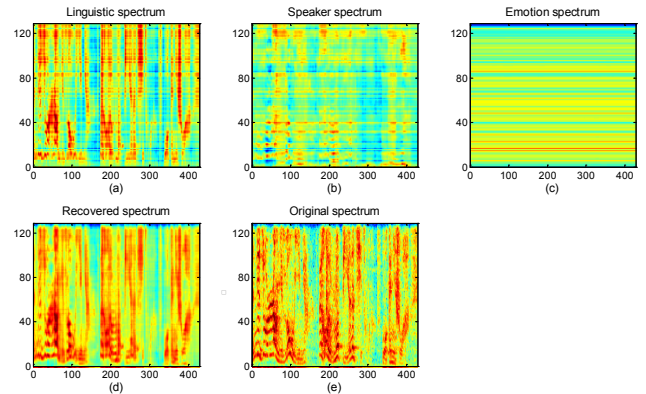 Linguistic spectrum
Speaker spectrum
Emotion spectrum
120
80
40
0
0 100 200 300 400
(a)
120
80
40
0
0 100 200 300 400
(b)
120
80
40
0
0 100 200 300 400
(c)
Recovered spectrum
Original spectrum
120
80
40
0
0 100 200 300 400
(d)
120
80
40
0
0 100 200 300 400
(e)